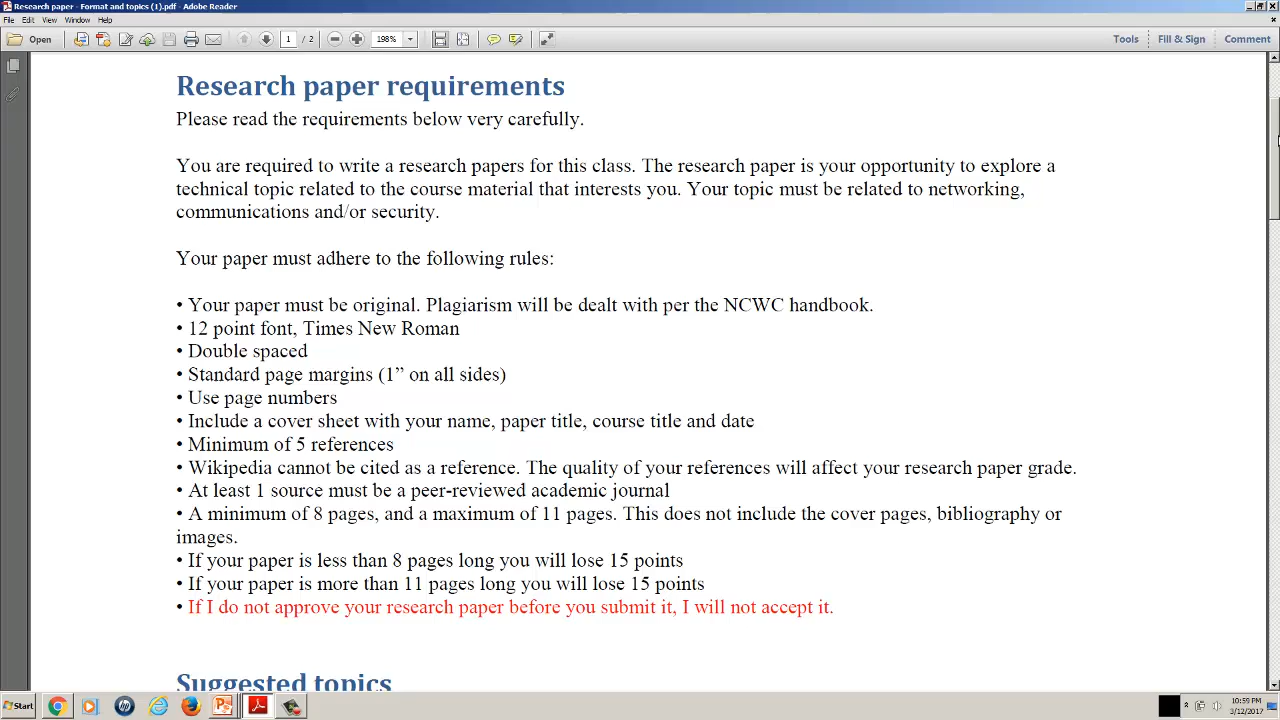 Research paper - Format and topics (1).pdf - Adobe Reader
File Edit View Window Help
Open 1 / 2 198% Tools Fill & Sign Comment
Research paper requirements
Please read the requirements below very carefully.
You are required to write a research papers for this class. The research paper is your opportunity to explore a
technical topic related to the course material that interests you. Your topic must be related to networking,
communications and/or security.
Your paper must adhere to the following rules:
• Your paper must be original. Plagiarism will be dealt with per the NCWC handbook.
• 12 point font, Times New Roman
• Double spaced
• Standard page margins (1” on all sides)
• Use page numbers
• Include a cover sheet with your name, paper title, course title and date
• Minimum of 5 references
• Wikipedia cannot be cited as a reference. The quality of your references will affect your research paper grade.
• At least 1 source must be a peer-reviewed academic journal
• A minimum of 8 pages, and a maximum of 11 pages. This does not include the cover pages, bibliography or
images.
• If your paper is less than 8 pages long you will lose 15 points
• If your paper is more than 11 pages long you will lose 15 points
• If I do not approve your research paper before you submit it, I will not accept it.
Suggested topics
Start 10:59 PM
3/12/2017